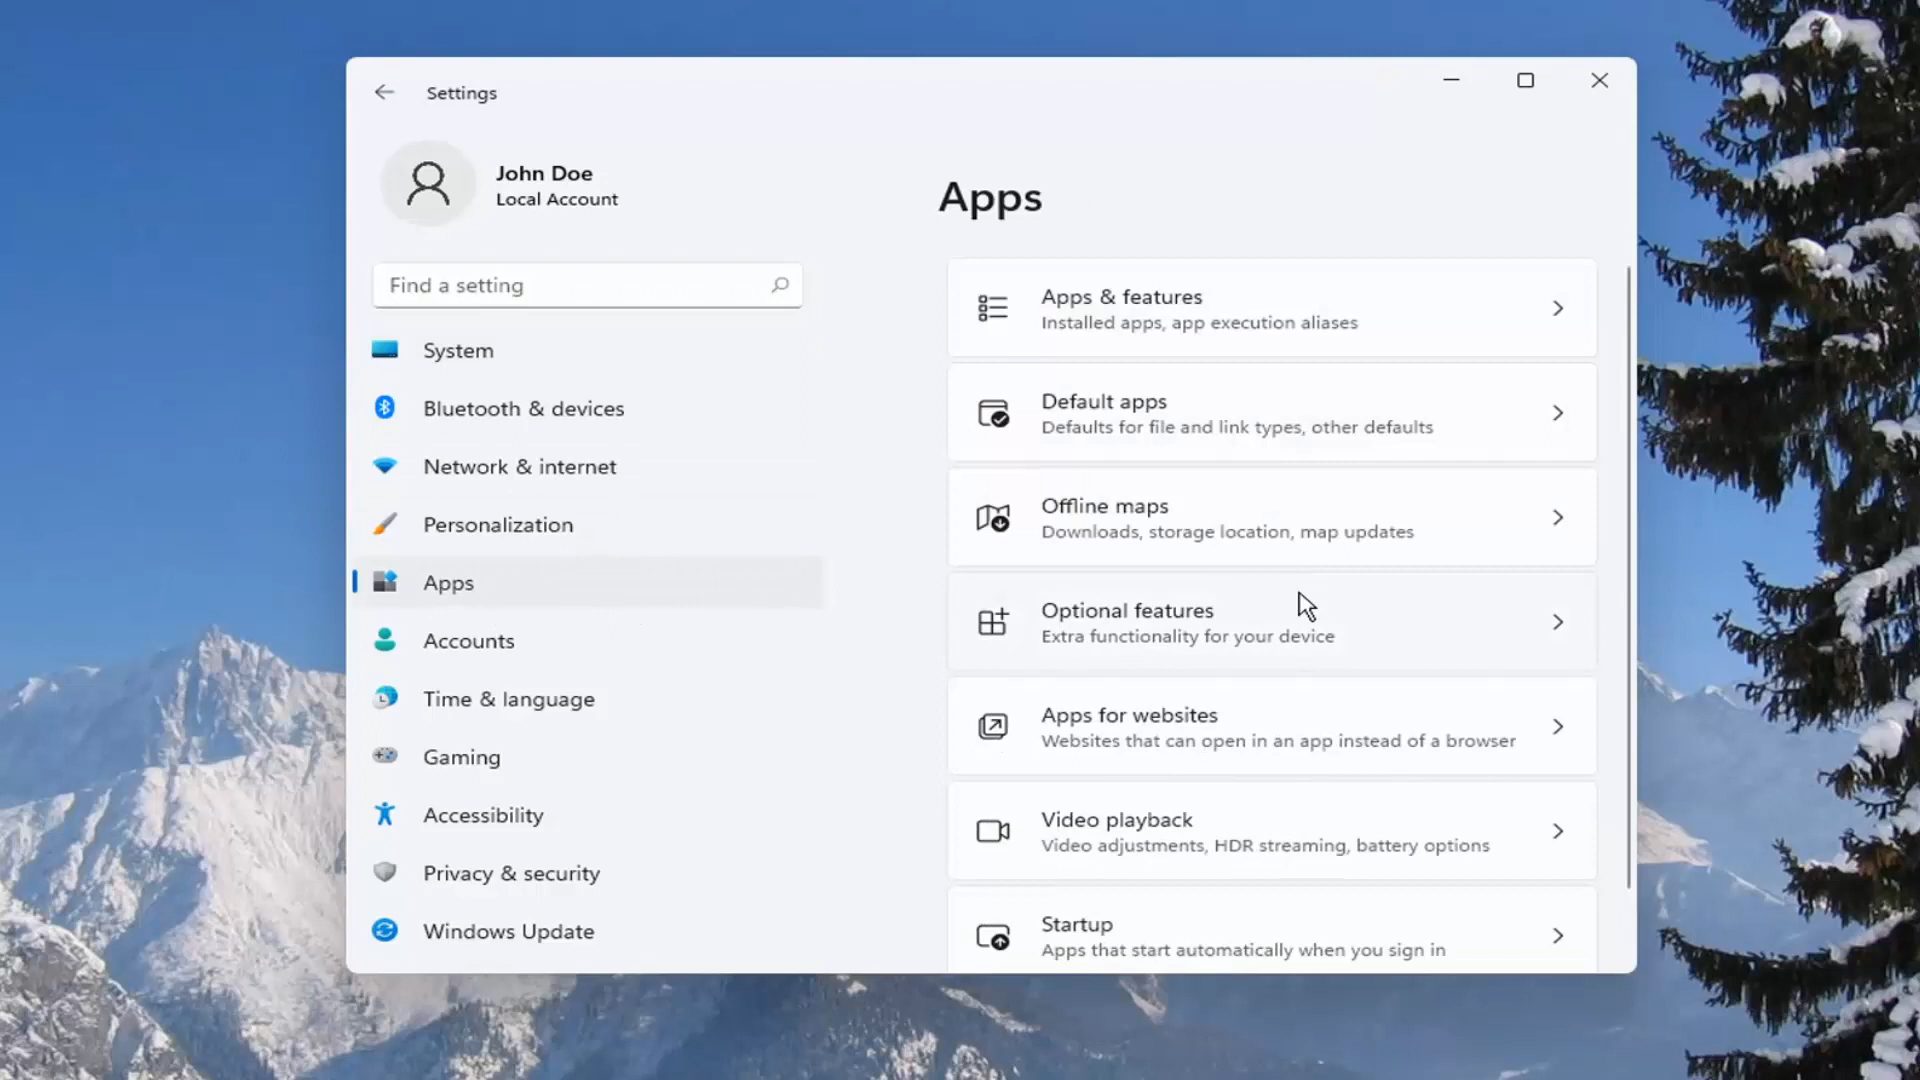 Settings
John Doe
Local Account
Find a setting
System
Bluetooth & devices
Network & internet
Personalization
Apps
Accounts
Time & language
Gaming
Accessibility
Privacy & security
Windows Update
Apps
Apps & features
Installed apps, app execution aliases
Default apps
Defaults for file and link types, other defaults
Offline maps
Downloads, storage location, map updates
Optional features
Extra functionality for your device
Apps for websites
Websites that can open in an app instead of a browser
Video playback
Video adjustments, HDR streaming, battery options
Startup
Apps that start automatically when you sign in